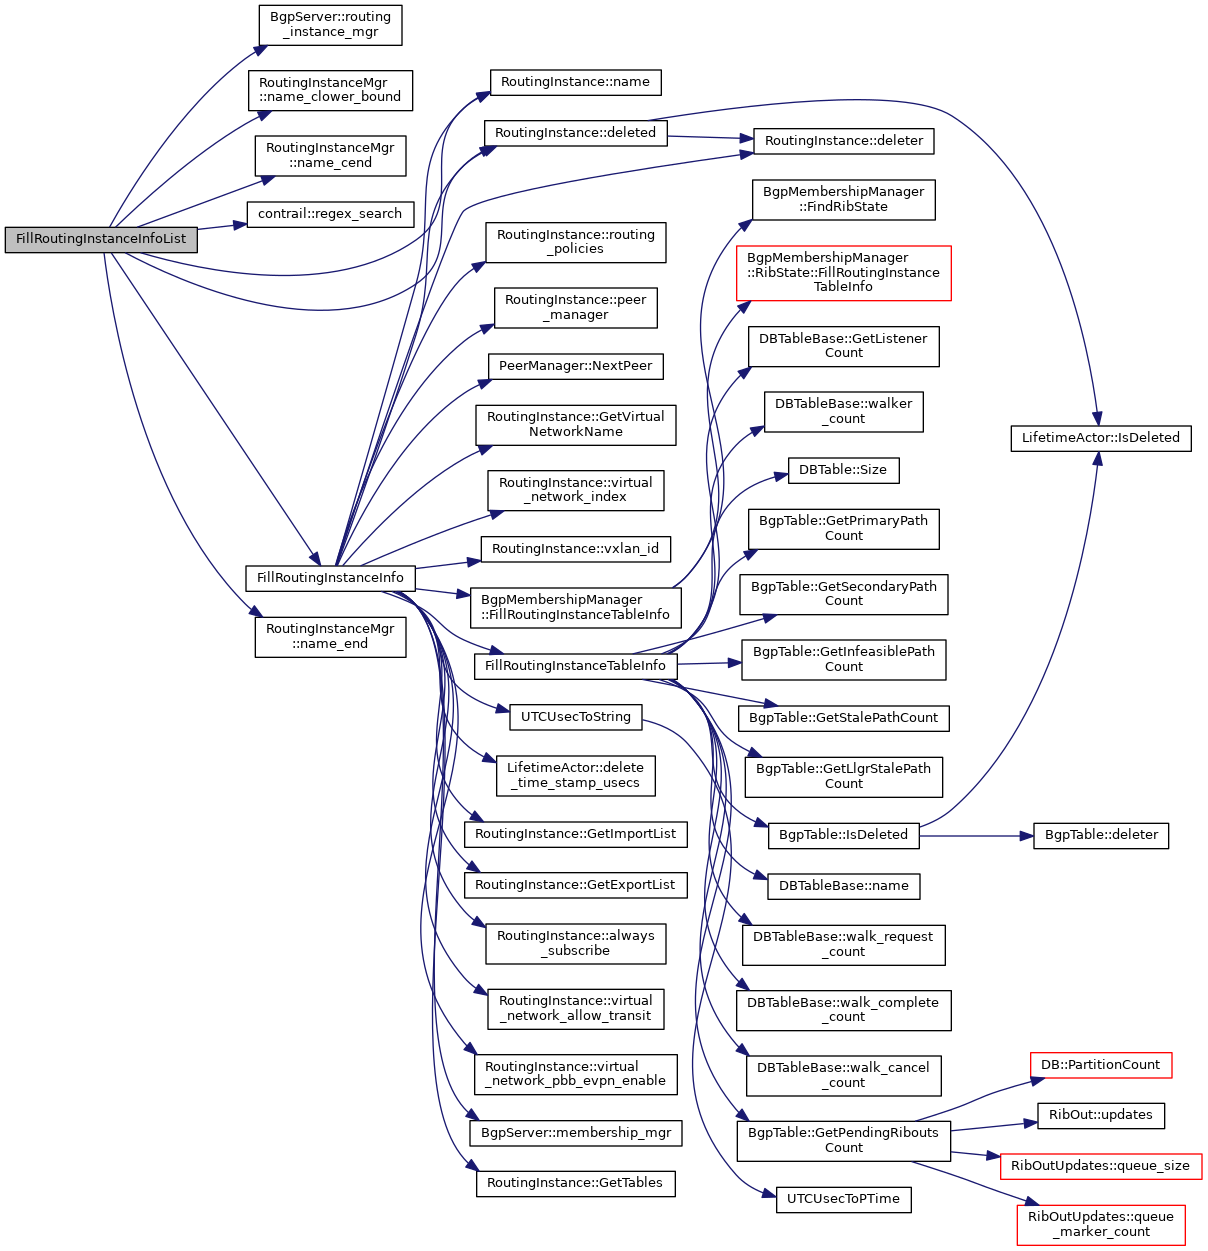 BgpServer::routing
_instance_mgr
RoutingInstanceMgr
::name_clower_bound
RoutingInstanceMgr
::name_cend
contrail::regex_search
FillRoutingInstanceInfoList
FillRoutingInstanceInfo
RoutingInstanceMgr
::name_end
RoutingInstance::name
RoutingInstance::deleted
RoutingInstance::routing
_policies
RoutingInstance::peer
_manager
PeerManager::NextPeer
RoutingInstance::GetVirtual
NetworkName
RoutingInstance::virtual
_network_index
RoutingInstance::vxlan_id
BgpMembershipManager
::FillRoutingInstanceTableInfo
FillRoutingInstanceTableInfo
UTCUsecToString
LifetimeActor::delete
_time_stamp_usecs
RoutingInstance::GetImportList
RoutingInstance::GetExportList
RoutingInstance::always
_subscribe
RoutingInstance::virtual
_network_allow_transit
RoutingInstance::virtual
_network_pbb_evpn_enable
BgpServer::membership_mgr
RoutingInstance::GetTables
RoutingInstance::deleter
BgpMembershipManager
::FindRibState
BgpMembershipManager
::RibState::FillRoutingInstance
TableInfo
DBTableBase::GetListener
Count
DBTableBase::walker
_count
DBTable::Size
BgpTable::GetPrimaryPath
Count
BgpTable::GetSecondaryPath
Count
BgpTable::GetInfeasiblePath
Count
BgpTable::GetStalePathCount
BgpTable::GetLlgrStalePath
Count
BgpTable::IsDeleted
DBTableBase::name
DBTableBase::walk_request
_count
DBTableBase::walk_complete
_count
DBTableBase::walk_cancel
_count
BgpTable::GetPendingRibouts
Count
UTCUsecToPTime
LifetimeActor::IsDeleted
BgpTable::deleter
DB::PartitionCount
RibOut::updates
RibOutUpdates::queue_size
RibOutUpdates::queue
_marker_count